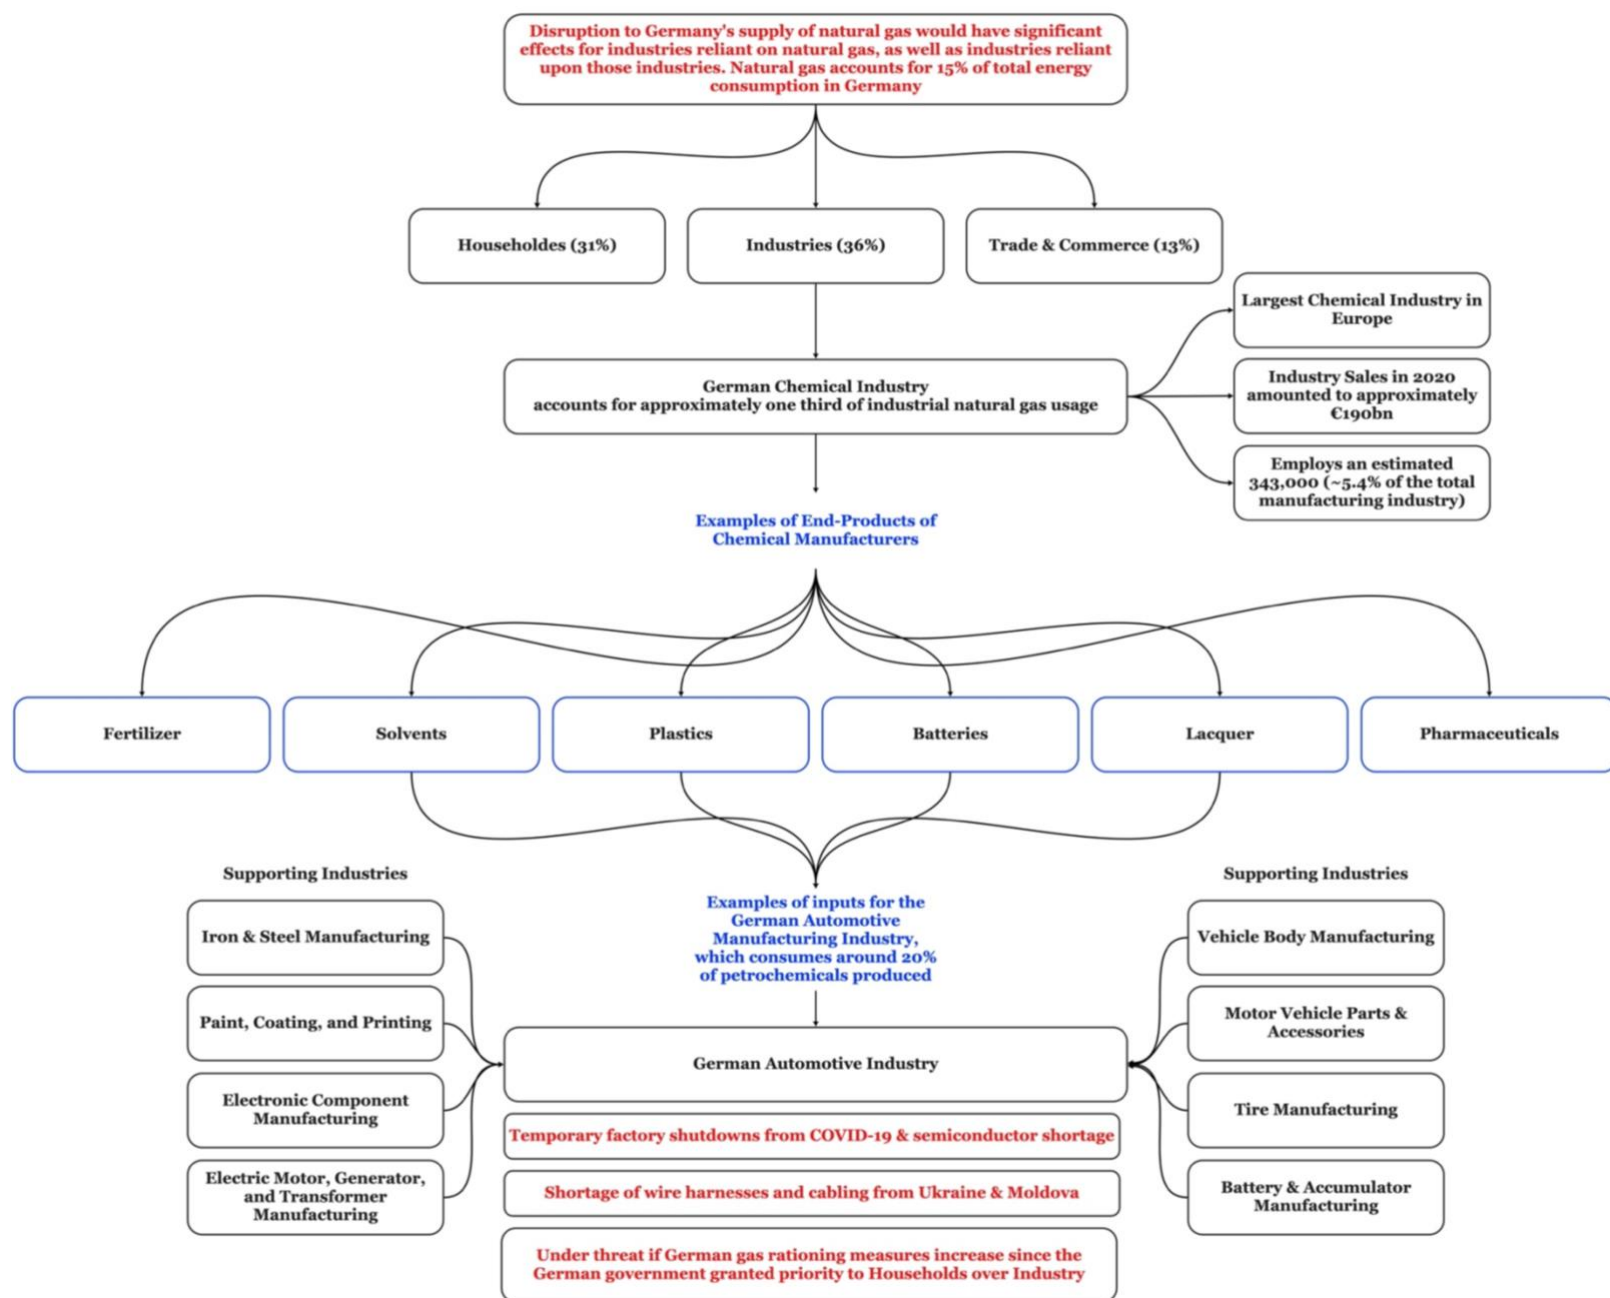 Disruption to Germany's supply of natural gas would have significant
effects for industries reliant on natural gas, as well as industries reliant
upon those industries. Natural gas accounts for 15% of total energy
consumption in Germany
Householdes (31%)
Industries (36%)
Trade & Commerce (13%)
Largest Chemical Industry in
Europe
German Chemical Industry
accounts for approximately one third of industrial natural gas usage
Industry Sales in 2020
amounted to approximately
€190bn
Employs an estimated
343,000 (~5.4% of the total
manufacturing industry)
Examples of End-Products of
Chemical Manufacturers
Fertilizer
Solvents
Plastics
Batteries
Lacquer
Pharmaceuticals
Supporting Industries
Iron & Steel Manufacturing
Paint, Coating, and Printing
Electronic Component
Manufacturing
Electric Motor, Generator,
and Transformer
Manufacturing
Examples of inputs for the
German Automotive
Manufacturing Industry,
which consumes around 20%
of petrochemicals produced
German Automotive Industry
Temporary factory shutdowns from COVID-19 & semiconductor shortage
Shortage of wire harnesses and cabling from Ukraine & Moldova
Under threat if German gas rationing measures increase since the
German government granted priority to Households over Industry
Supporting Industries
Vehicle Body Manufacturing
Motor Vehicle Parts &
Accessories
Tire Manufacturing
Battery & Accumulator
Manufacturing